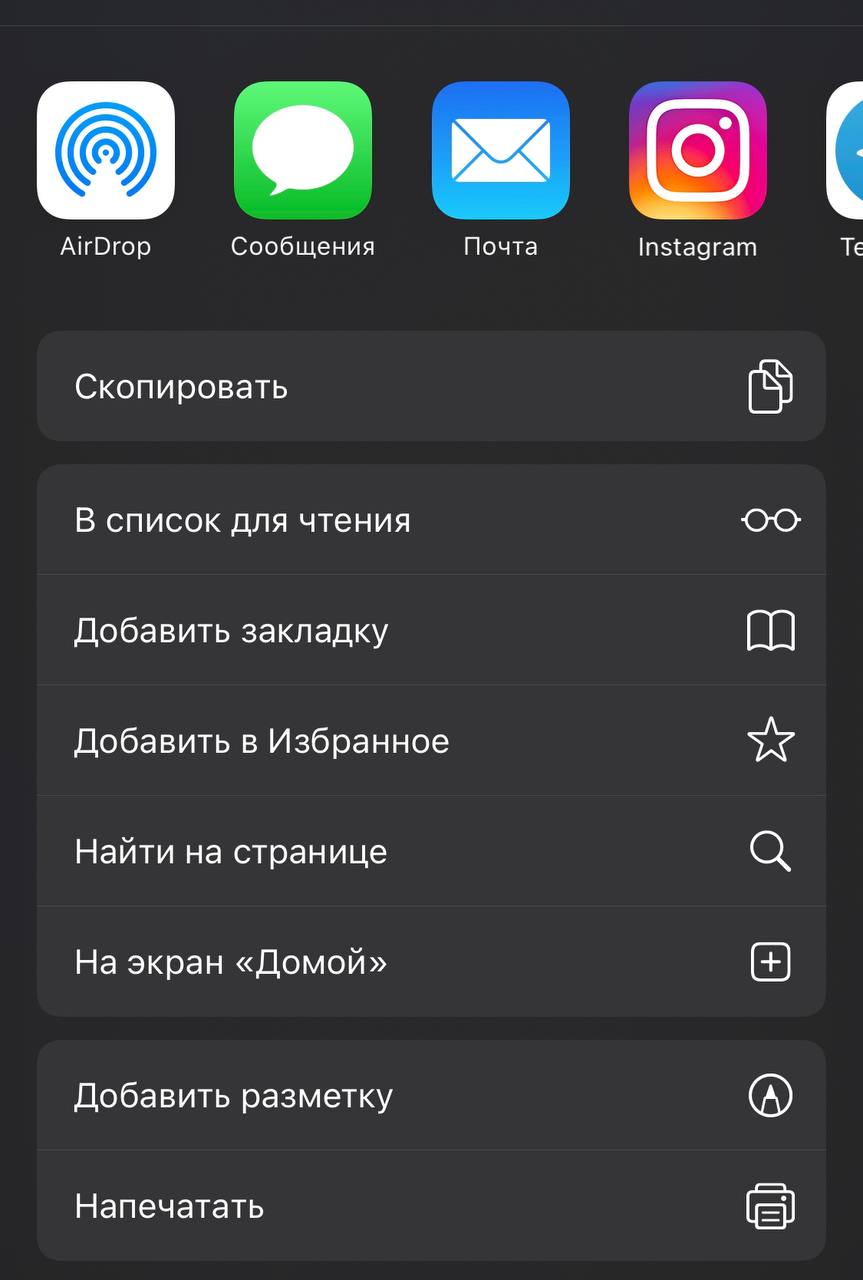 AirDrop
Сообщения
Почта
Instagram
Te
Скопировать
В список для чтения
Добавить закладку
Добавить в Избранное
Найти на странице
На экран «Домой»
Добавить разметку
Напечатать